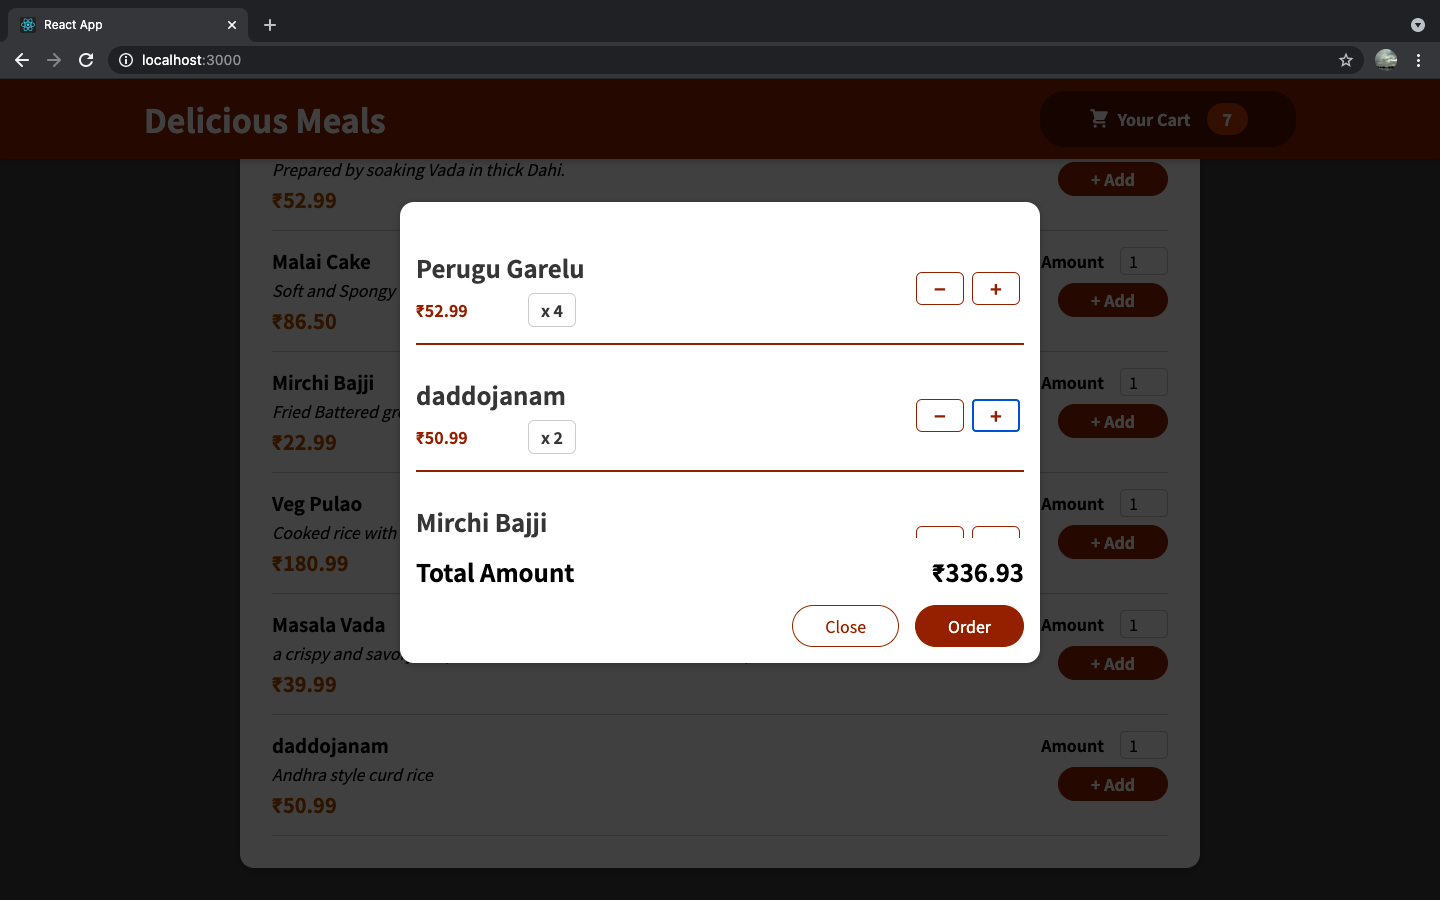 React App
localhost:3000
Delicious Meals
Your Cart 7
Prepared by soaking Vada in thick Dahi.
₹52.99
+ Add
Malai Cake
Soft and Spongy
₹86.50
Amount 1
+ Add
Mirchi Bajji
Fried Battered gr
₹22.99
Amount 1
+ Add
Veg Pulao
Cooked rice with
₹180.99
Amount 1
+ Add
Masala Vada
a crispy and savo
₹39.99
Amount 1
+ Add
daddojanam
Andhra style curd rice
₹50.99
Amount 1
+ Add
Perugu Garelu
₹52.99 x 4
− +
daddojanam
₹50.99 x 2
− +
Mirchi Bajji
Total Amount ₹336.93
Close Order